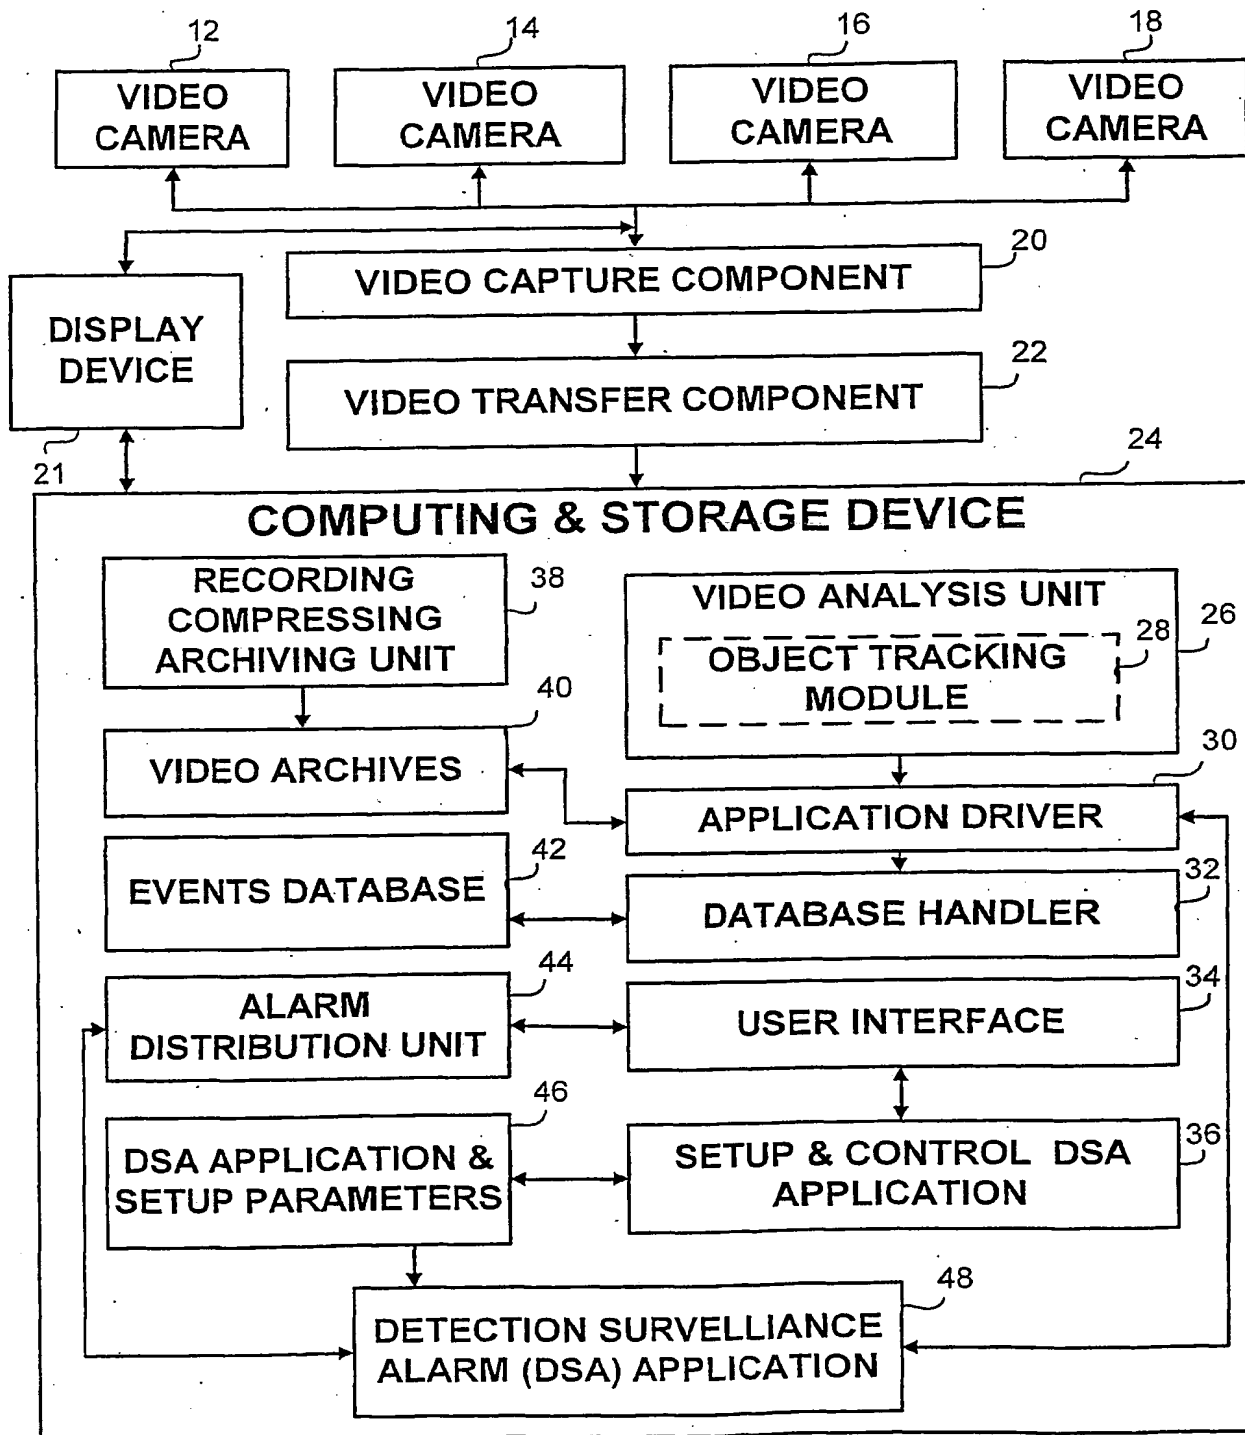 12
14
16
18
VIDEO
CAMERA
VIDEO
CAMERA
VIDEO
CAMERA
VIDEO
CAMERA
20
VIDEO CAPTURE COMPONENT
DISPLAY
DEVICE
21
22
VIDEO TRANSFER COMPONENT
24
COMPUTING & STORAGE DEVICE
RECORDING
COMPRESSING
ARCHIVING UNIT
38
VIDEO ANALYSIS UNIT
26
OBJECT TRACKING
MODULE
28
40
VIDEO ARCHIVES
30
APPLICATION DRIVER
42
EVENTS DATABASE
32
DATABASE HANDLER
44
ALARM
DISTRIBUTION UNIT
34
USER INTERFACE
46
DSA APPLICATION &
SETUP PARAMETERS
36
SETUP & CONTROL DSA
APPLICATION
48
DETECTION SURVELLIANCE
ALARM (DSA) APPLICATION